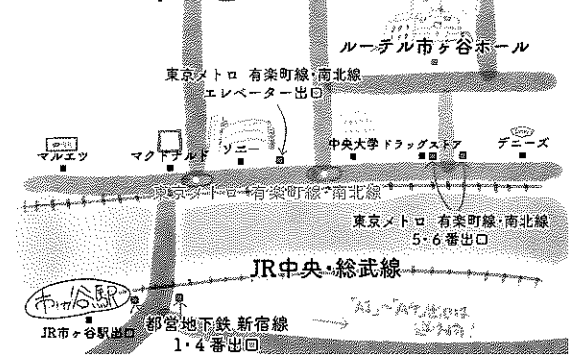 ルーテル市ヶ谷ホール
東京メトロ 有楽町線・南北線
エレベーター出口
マルエツ
マクドナルド
ソニー
中央大学
ドラッグストア
デニーズ
東京メトロ 有楽町線・南北線
東京メトロ 有楽町線・南北線
5・6番出口
JR中央・総武線
市ヶ谷駅
JR市ヶ谷駅出口
都営地下鉄 新宿線
1・4番出口